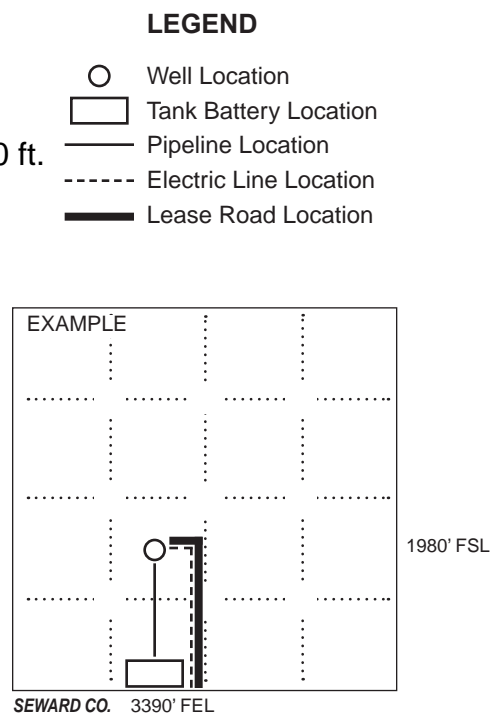 LEGEND
Well Location
Tank Battery Location
0 ft.
Pipeline Location
Electric Line Location
Lease Road Location
EXAMPLE
1980' FSL
SEWARD CO. 3390' FEL